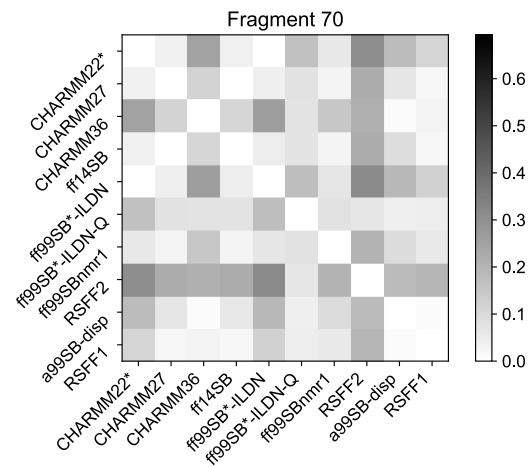 Fragment 70
CHARMM22*
CHARMM27
CHARMM36
ff14SB
ff99SB*-ILDN
ff99SB*-ILDN-Q
ff99SBnmr1
RSFF2
a99SB-disp
RSFF1
CHARMM22*
CHARMM27
CHARMM36
ff14SB
ff99SB*-ILDN
ff99SB*-ILDN-Q
ff99SBnmr1
RSFF2
a99SB-disp
RSFF1
0.6
0.5
0.4
0.3
0.2
0.1
0.0